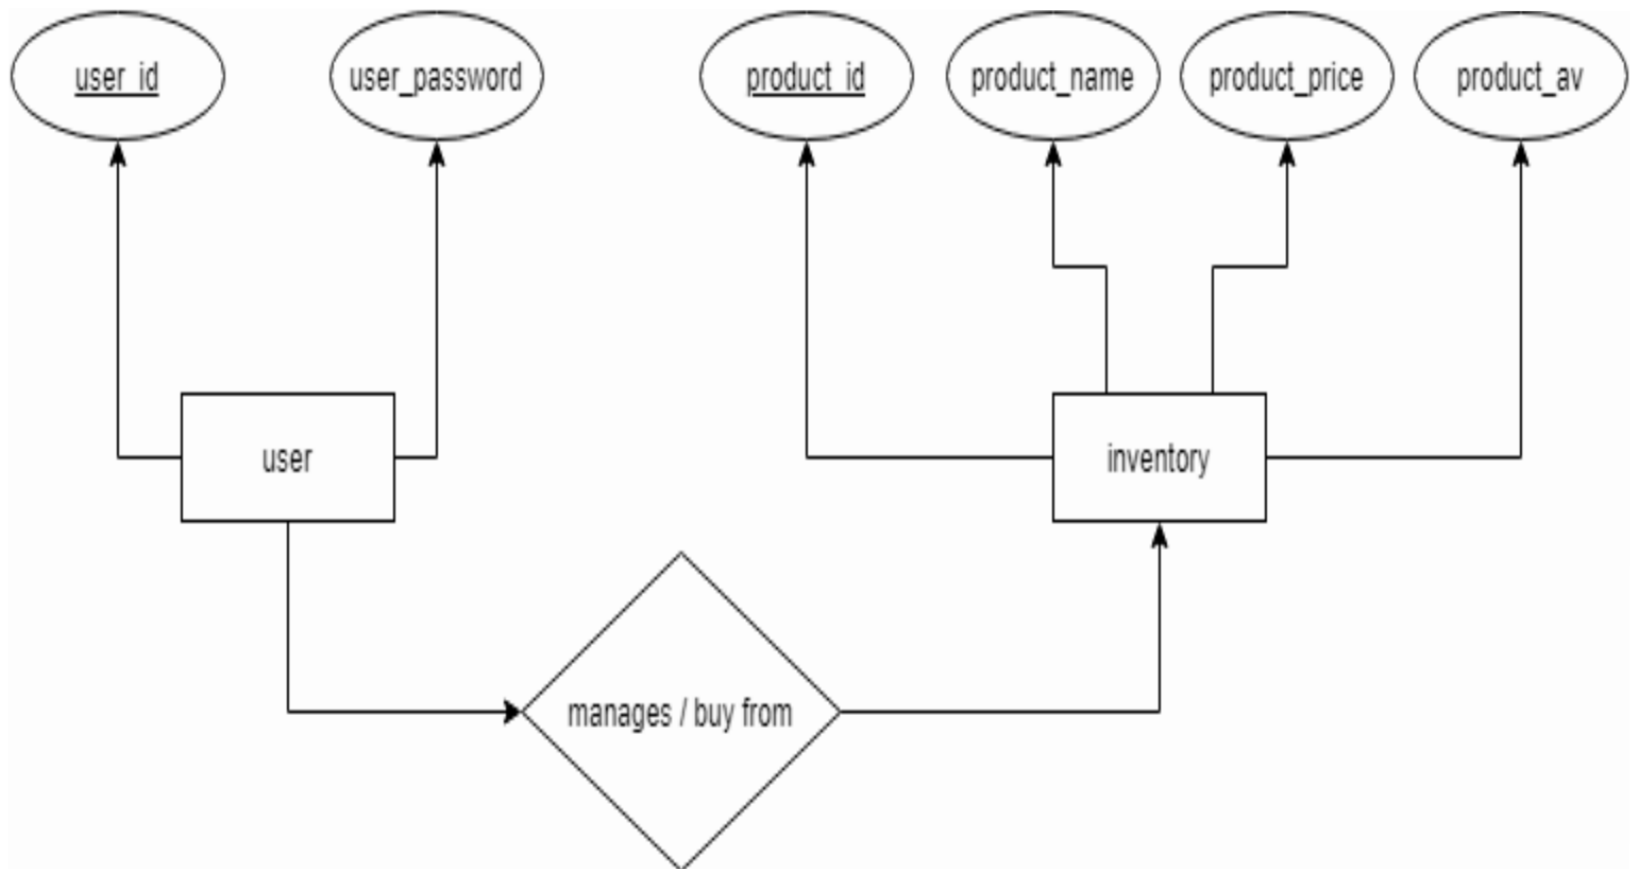 user_id
user_password
product_id
product_name
product_price
product_av
user
inventory
manages / buy from